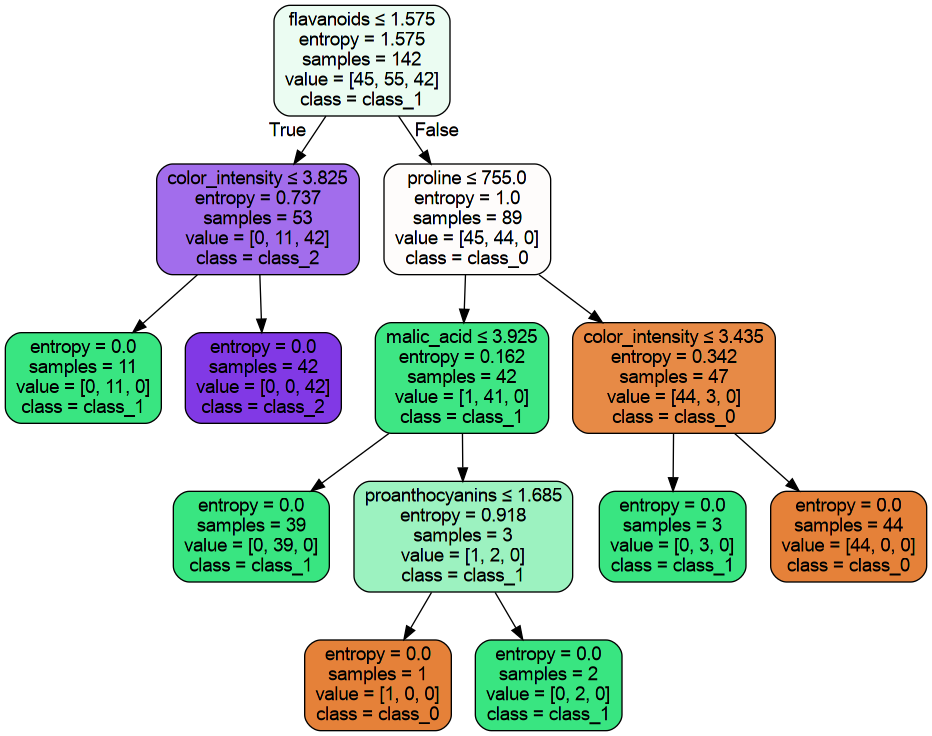 flavanoids ≤ 1.575
entropy = 1.575
samples = 142
value = [45, 55, 42]
class = class_1
True
False
color_intensity ≤ 3.825
entropy = 0.737
samples = 53
value = [0, 11, 42]
class = class_2
proline ≤ 755.0
entropy = 1.0
samples = 89
value = [45, 44, 0]
class = class_0
entropy = 0.0
samples = 11
value = [0, 11, 0]
class = class_1
entropy = 0.0
samples = 42
value = [0, 0, 42]
class = class_2
malic_acid ≤ 3.925
entropy = 0.162
samples = 42
value = [1, 41, 0]
class = class_1
color_intensity ≤ 3.435
entropy = 0.342
samples = 47
value = [44, 3, 0]
class = class_0
entropy = 0.0
samples = 39
value = [0, 39, 0]
class = class_1
proanthocyanins ≤ 1.685
entropy = 0.918
samples = 3
value = [1, 2, 0]
class = class_1
entropy = 0.0
samples = 3
value = [0, 3, 0]
class = class_1
entropy = 0.0
samples = 44
value = [44, 0, 0]
class = class_0
entropy = 0.0
samples = 1
value = [1, 0, 0]
class = class_0
entropy = 0.0
samples = 2
value = [0, 2, 0]
class = class_1